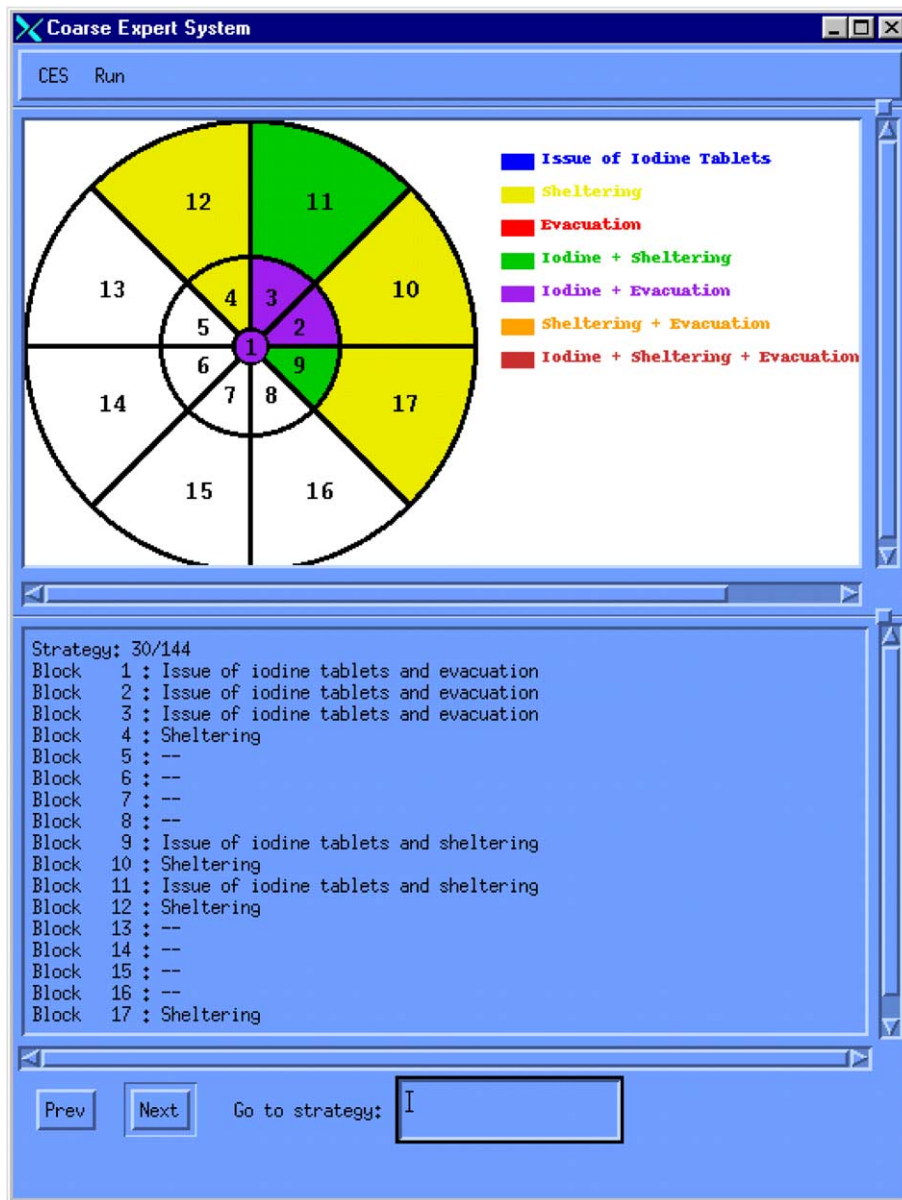 Coarse Expert System
CES Run
Issue of Iodine Tablets
Sheltering
Evacuation
Iodine + Sheltering
Iodine + Evacuation
Sheltering + Evacuation
Iodine + Sheltering + Evacuation
12 11
13 4 3 10
5 2
1
6 9
14 7 8 17
15 16
Strategy: 30/144
Block 1 : Issue of iodine tablets and evacuation
Block 2 : Issue of iodine tablets and evacuation
Block 3 : Issue of iodine tablets and evacuation
Block 4 : Sheltering
Block 5 : --
Block 6 : --
Block 7 : --
Block 8 : --
Block 9 : Issue of iodine tablets and sheltering
Block 10 : Sheltering
Block 11 : Issue of iodine tablets and sheltering
Block 12 : Sheltering
Block 13 : --
Block 14 : --
Block 15 : --
Block 16 : --
Block 17 : Sheltering
Prev Next Go to strategy: